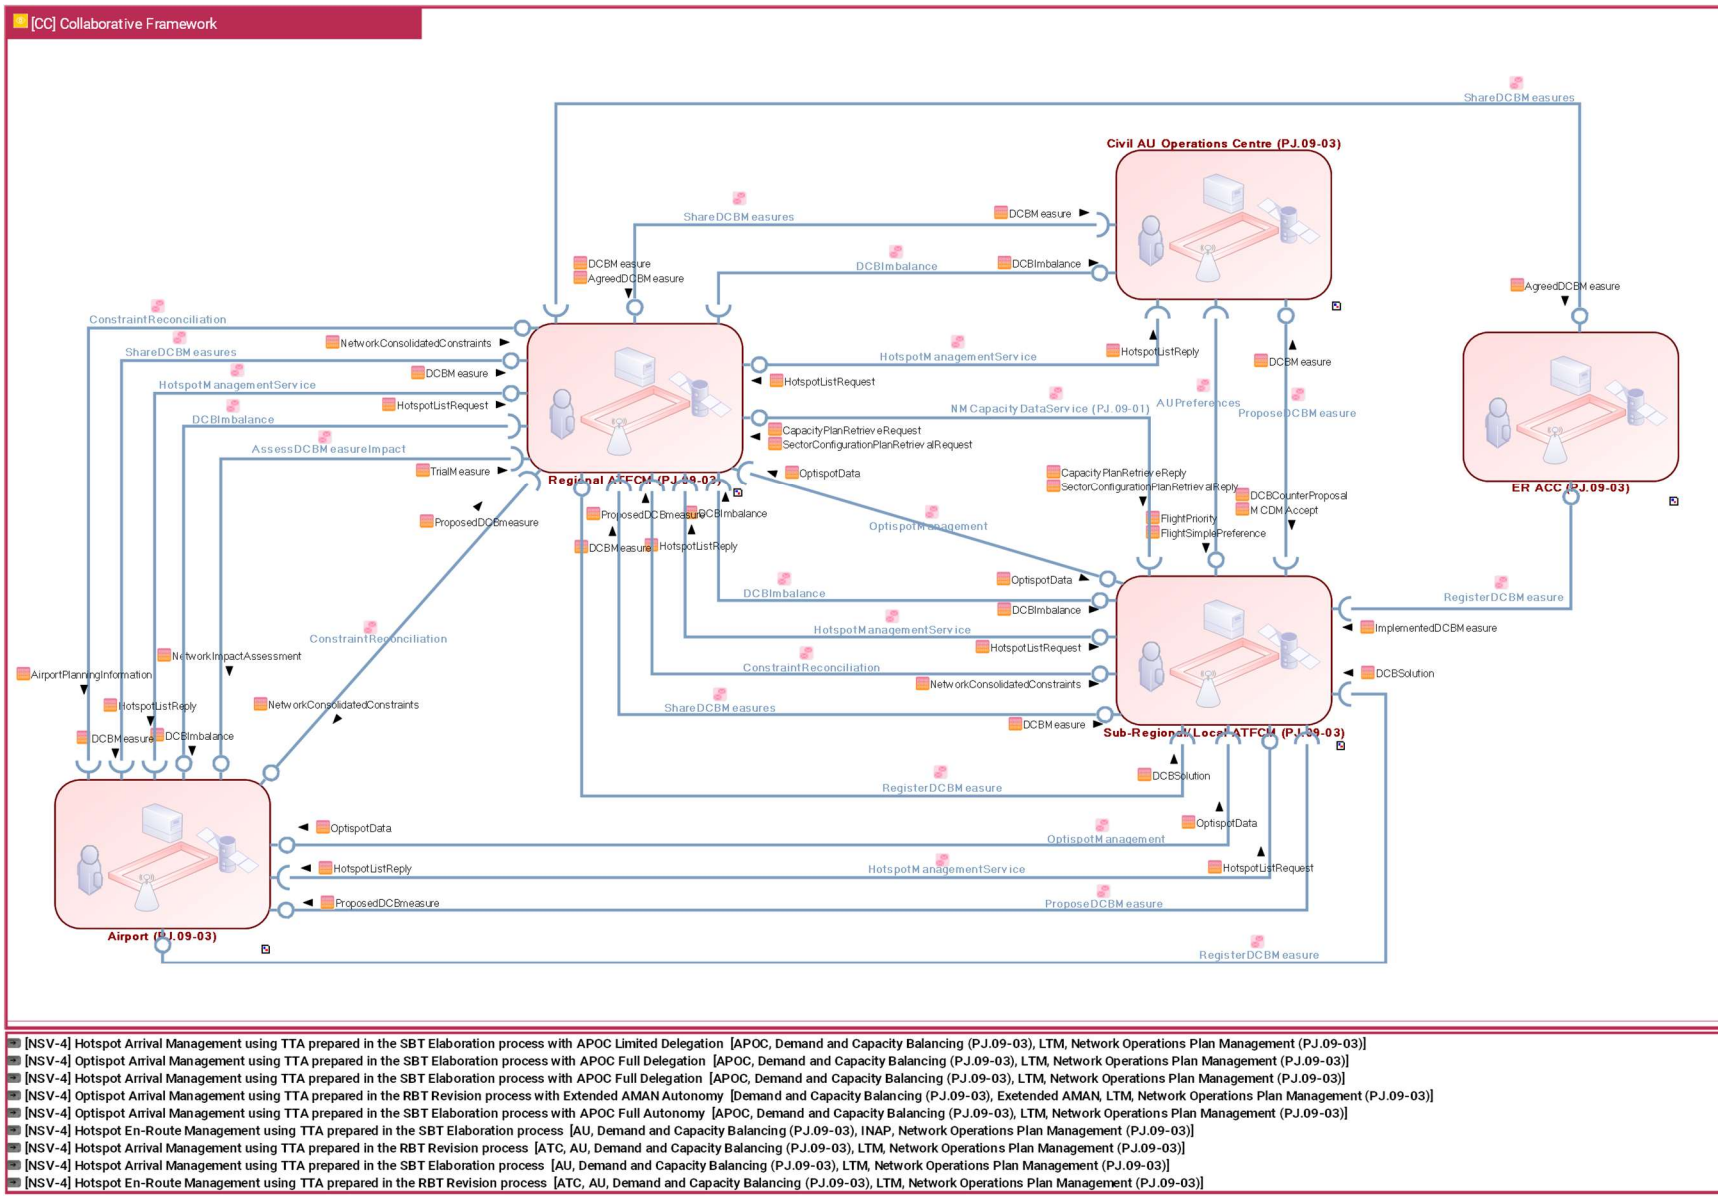 [CC] Collaborative Framework
ShareDCBMeasures
Civil AU Operations Centre (PJ.09-03)
ShareDCBMeasures
DCBMeasure
DCBImbalance
DCBImbalance
DCBMeasure
AgreedDCBMeasure
AgreedDCBMeasure
ConstraintReconciliation
NetworkConsolidatedConstraints
ShareDCBMeasures
DCBMeasure
HotspotManagementService
HotspotListReply
DCBMeasure
HotspotManagementService
HotspotListRequest
HotspotListRequest
NMCapacityDataService (PJ.09-01)
AUPreferences
ProposeDCBMeasure
DCBImbalance
CapacityPlanRetrieveRequest
SectorConfigurationPlanRetrievalRequest
AssessDCBMeasureImpact
TrialMeasure
OptispotData
CapacityPlanRetrieveReply
SectorConfigurationPlanRetrievalReply
Regional ATFCM (PJ.09-03)
ER ACC (PJ.09-03)
DCBCounterProposal
MCDMAccept
ProposedDCBmeasure
ProposedDCBmeasure
DCBImbalance
OptispotManagement
FlightPriority
FlightSimplePreference
DCBMeasure
HotspotListReply
OptispotData
DCBImbalance
DCBImbalance
RegisterDCBMeasure
ConstraintReconciliation
HotspotManagementService
ImplementedDCBMeasure
HotspotListRequest
NetworkImpactAssessment
ConstraintReconciliation
AirportPlanningInformation
DCBSolution
NetworkConsolidatedConstraints
NetworkConsolidatedConstraints
HotspotListReply
ShareDCBMeasures
DCBMeasure
DCBMeasure
DCBImbalance
Sub-Regional/Local ATFCM (PJ.09-03)
DCBSolution
RegisterDCBMeasure
OptispotData
OptispotData
OptispotManagement
HotspotListReply
HotspotManagementService
HotspotListRequest
ProposedDCBmeasure
ProposeDCBMeasure
Airport (PJ.09-03)
RegisterDCBMeasure
[NSV-4] Hotspot Arrival Management using TTA prepared in the SBT Elaboration process with APOC Limited Delegation [APOC, Demand and Capacity Balancing (PJ.09-03), LTM, Network Operations Plan Management (PJ.09-03)]
[NSV-4] Optispot Arrival Management using TTA prepared in the SBT Elaboration process with APOC Full Delegation [APOC, Demand and Capacity Balancing (PJ.09-03), LTM, Network Operations Plan Management (PJ.09-03)]
[NSV-4] Hotspot Arrival Management using TTA prepared in the SBT Elaboration process with APOC Full Delegation [APOC, Demand and Capacity Balancing (PJ.09-03), LTM, Network Operations Plan Management (PJ.09-03)]
[NSV-4] Optispot Arrival Management using TTA prepared in the RBT Revision process with Extended AMAN Autonomy [Demand and Capacity Balancing (PJ.09-03), Exetended AMAN, LTM, Network Operations Plan Management (PJ.09-03)]
[NSV-4] Optispot Arrival Management using TTA prepared in the SBT Elaboration process with APOC Full Autonomy [APOC, Demand and Capacity Balancing (PJ.09-03), LTM, Network Operations Plan Management (PJ.09-03)]
[NSV-4] Hotspot En-Route Management using TTA prepared in the SBT Elaboration process [AU, Demand and Capacity Balancing (PJ.09-03), INAP, Network Operations Plan Management (PJ.09-03)]
[NSV-4] Hotspot Arrival Management using TTA prepared in the RBT Revision process [ATC, AU, Demand and Capacity Balancing (PJ.09-03), LTM, Network Operations Plan Management (PJ.09-03)]
[NSV-4] Hotspot Arrival Management using TTA prepared in the SBT Elaboration process [AU, Demand and Capacity Balancing (PJ.09-03), LTM, Network Operations Plan Management (PJ.09-03)]
[NSV-4] Hotspot En-Route Management using TTA prepared in the RBT Revision process [ATC, AU, Demand and Capacity Balancing (PJ.09-03), LTM, Network Operations Plan Management (PJ.09-03)]